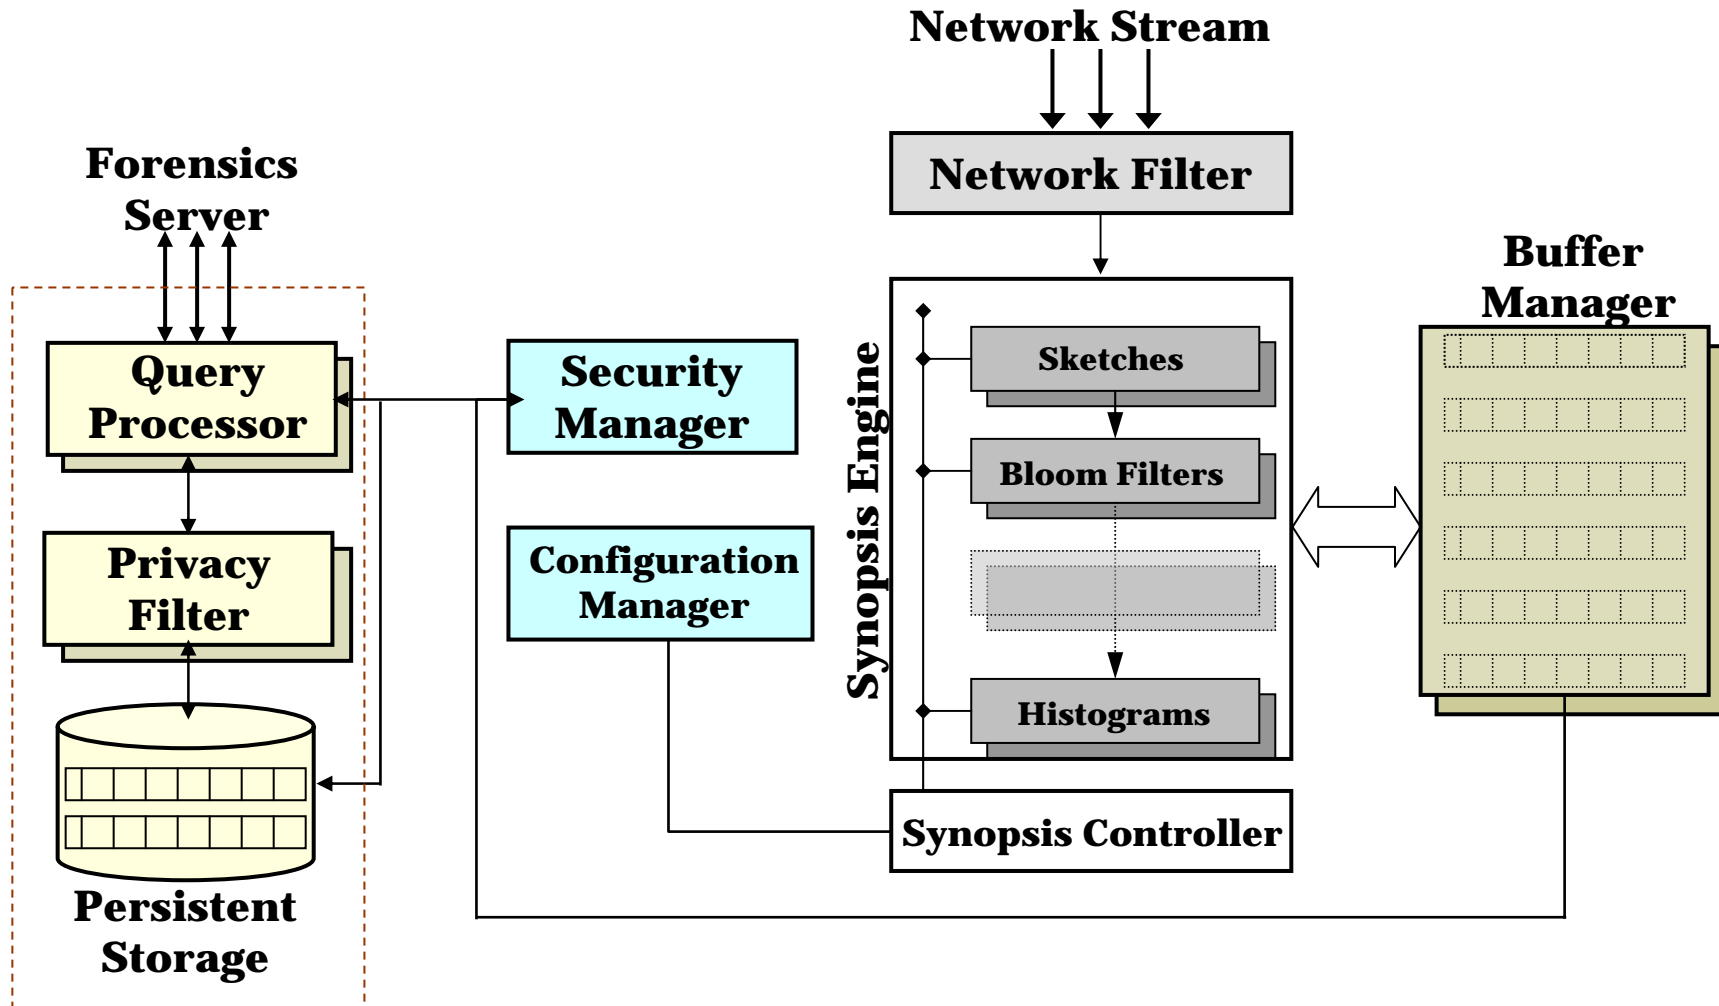 Network Stream
Network Filter
Forensics
Server
Query
Processor
Privacy
Filter
Persistent
Storage
Security
Manager
Configuration
Manager
Synopsis Engine
Sketches
Bloom Filters
Histograms
Synopsis Controller
Buffer
Manager